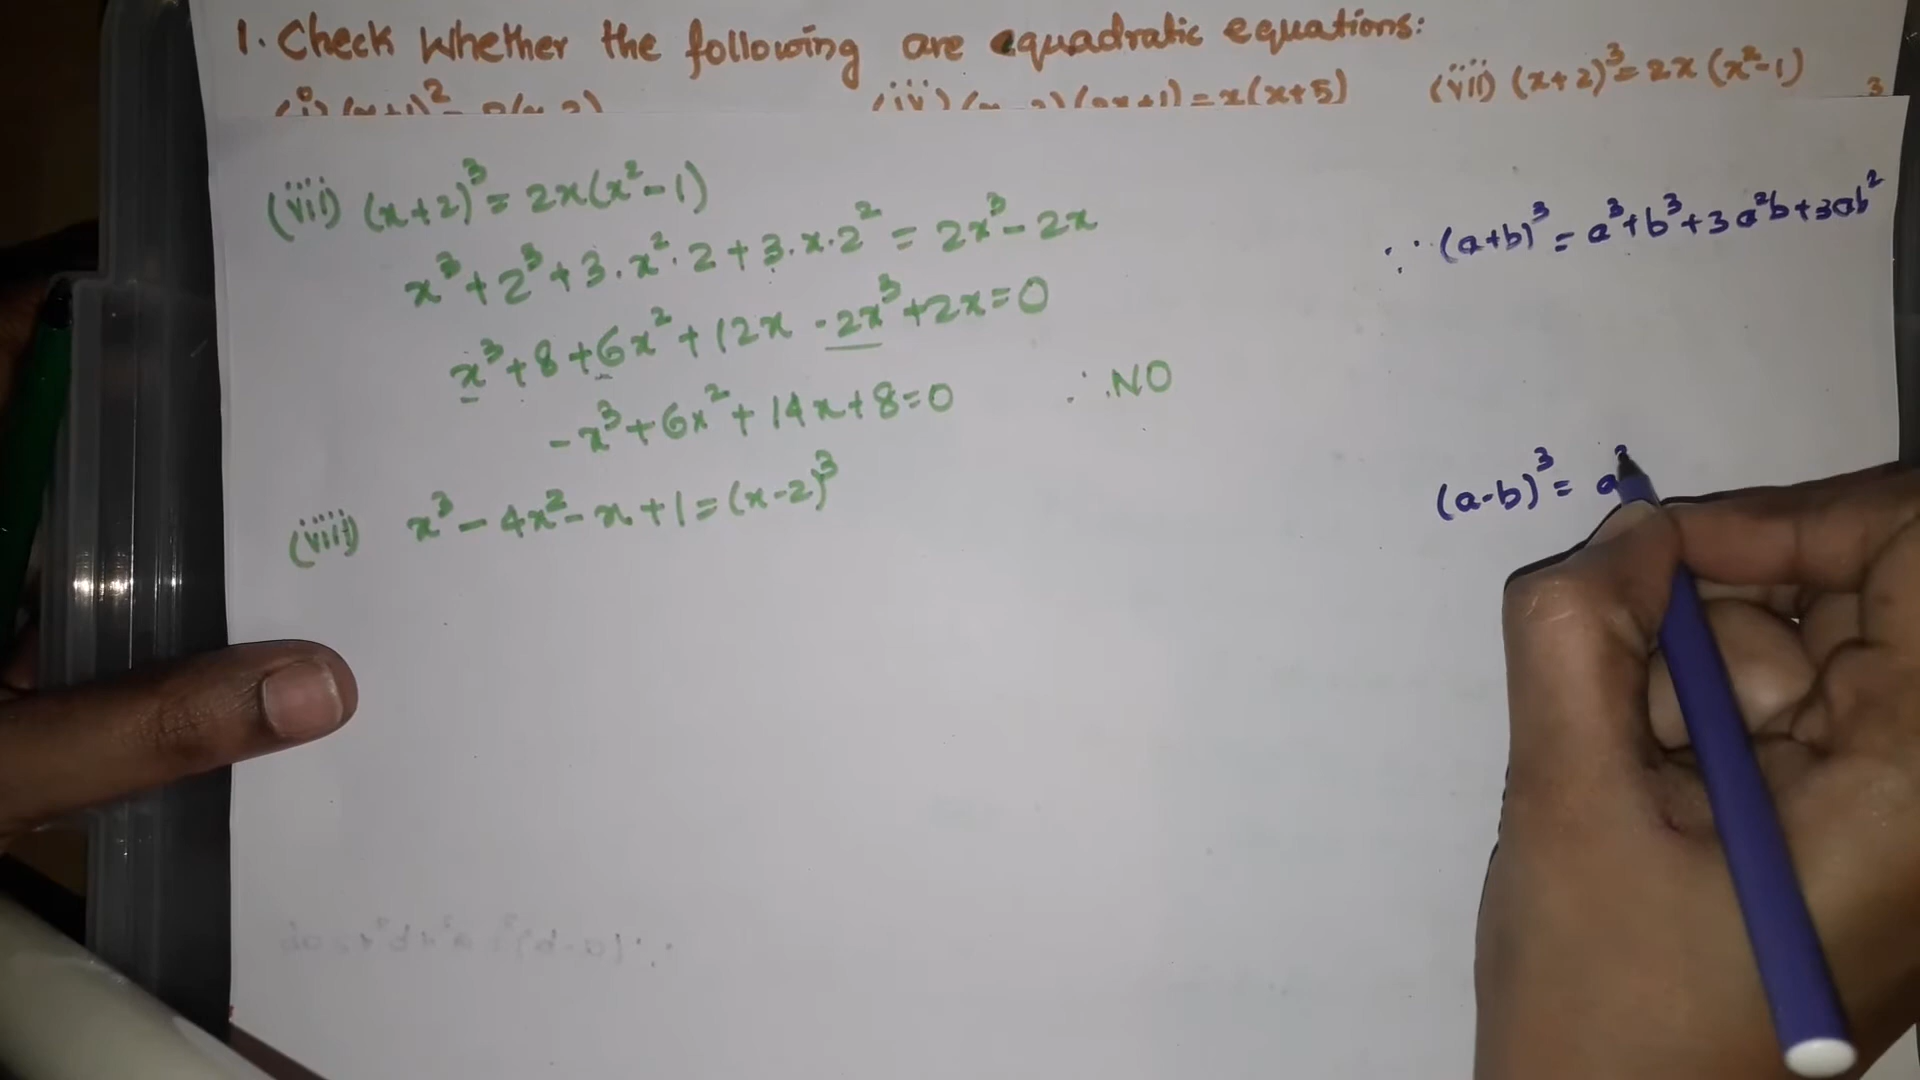 1. Check whether the following are quadratic equations:
(iv) = x(x+5)
(vii) (x+2)³ = 2x(x²-1)
(vii) (x+2)³ = 2x(x²-1)
x³+2³+3.x².2+3.x.2² = 2x³-2x
x³+8+6x²+12x-2x³+2x=0
-x³+6x²+14x+8=0 ∴ NO
(viii) x³-4x²-x+1=(x-2)³
∵ (a+b)³ = a³+b³+3a²b+3ab²
(a-b)³ = a³